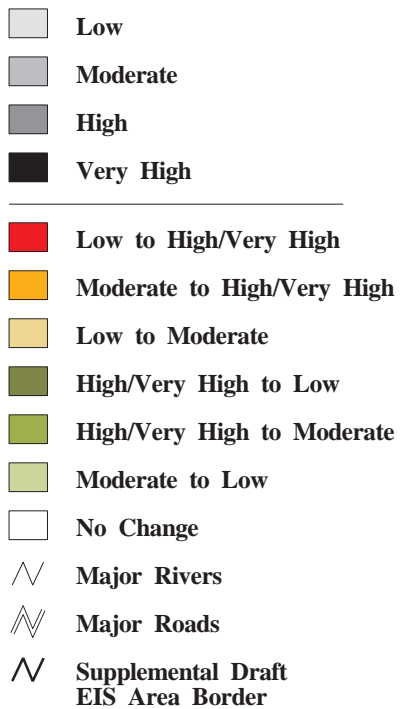 Low
Moderate
High
Very High
Low to High/Very High
Moderate to High/Very High
Low to Moderate
High/Very High to Low
High/Very High to Moderate
Moderate to Low
No Change
Major Rivers
Major Roads
Supplemental Draft
EIS Area Border